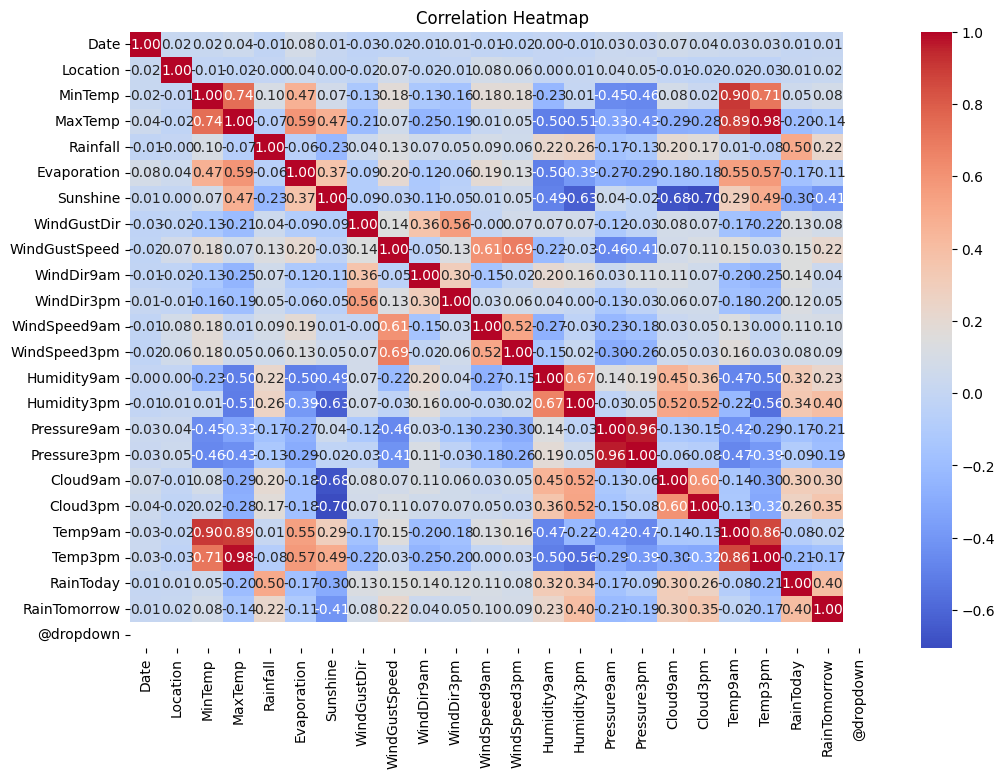 Correlation Heatmap
Date 1.00 0.02 0.02 0.04 -0.01 0.08 0.01 -0.03 -0.02 -0.01 0.01 -0.01 -0.02 0.00 -0.01 0.03 0.03 0.07 0.04 0.03 0.03 0.01 0.01
Location 0.02 1.00 -0.01 -0.02 -0.00 0.04 0.00 -0.02 0.07 -0.02 -0.01 0.08 0.06 0.00 0.01 0.04 0.05 -0.01 -0.02 -0.02 -0.03 0.01 0.02
MinTemp 0.02 -0.01 1.00 0.74 0.10 0.47 0.07 -0.13 0.18 -0.13 -0.16 0.18 0.18 -0.23 0.01 -0.45 -0.46 0.08 0.02 0.90 0.71 0.05 0.08
MaxTemp 0.04 -0.02 0.74 1.00 -0.07 0.59 0.47 -0.21 0.07 -0.25 -0.19 0.01 0.05 -0.50 -0.51 -0.33 -0.43 -0.29 -0.28 0.89 0.98 -0.20 -0.14
Rainfall -0.01 -0.00 0.10 -0.07 1.00 -0.06 -0.23 0.04 0.13 0.07 0.05 0.09 0.06 0.22 0.26 -0.17 -0.13 0.20 0.17 0.01 -0.08 0.50 0.22
Evaporation 0.08 0.04 0.47 0.59 -0.06 1.00 0.37 -0.09 0.20 -0.12 -0.06 0.19 0.13 -0.50 -0.39 -0.27 -0.29 -0.18 -0.18 0.55 0.57 -0.17 -0.11
Sunshine 0.01 0.00 0.07 0.47 -0.23 0.37 1.00 -0.09 -0.03 -0.11 -0.05 0.01 0.05 -0.49 -0.63 0.04 -0.02 -0.68 -0.70 0.29 0.49 -0.30 -0.41
WindGustDir -0.03 -0.02 -0.13 -0.21 0.04 -0.09 -0.09 1.00 0.14 0.36 0.56 -0.00 0.07 0.07 -0.07 -0.12 -0.03 0.08 0.07 -0.17 -0.22 0.13 0.08
WindGustSpeed -0.02 0.07 0.18 0.07 0.13 0.20 -0.03 0.14 1.00 -0.05 0.13 0.61 0.69 -0.22 -0.03 -0.46 -0.41 0.07 0.11 0.15 0.03 0.15 0.22
WindDir9am -0.01 -0.02 -0.13 -0.25 0.07 -0.12 -0.11 0.36 -0.05 1.00 0.30 -0.15 -0.02 0.20 0.16 0.03 0.11 0.11 0.07 -0.20 -0.25 0.14 0.04
WindDir3pm 0.01 -0.01 -0.16 -0.19 0.05 -0.06 -0.05 0.56 0.13 0.30 1.00 0.03 0.06 0.04 0.00 -0.13 -0.03 0.06 0.07 -0.18 -0.20 0.12 0.05
WindSpeed9am -0.01 0.08 0.18 0.01 0.09 0.19 0.01 -0.00 0.61 -0.15 0.03 1.00 0.52 -0.27 -0.03 -0.23 -0.18 0.03 0.05 0.13 0.00 0.11 0.10
WindSpeed3pm -0.02 0.06 0.18 0.05 0.06 0.13 0.05 0.07 0.69 -0.02 0.06 0.52 1.00 -0.15 -0.02 -0.30 -0.26 0.05 0.03 0.16 0.03 0.08 0.09
Humidity9am 0.00 0.00 -0.23 -0.50 0.22 -0.50 -0.49 0.07 -0.22 0.20 0.04 -0.27 -0.15 1.00 0.67 0.14 0.19 0.45 0.36 -0.47 -0.50 0.32 0.23
Humidity3pm -0.01 0.01 0.01 -0.51 0.26 -0.39 -0.63 0.07 -0.03 0.16 0.00 -0.03 -0.02 0.67 1.00 -0.03 0.05 0.52 0.52 -0.22 -0.56 0.34 0.40
Pressure9am 0.03 0.04 -0.45 -0.33 -0.17 -0.27 0.04 -0.12 -0.46 0.03 -0.13 -0.23 -0.30 0.14 -0.03 1.00 0.96 -0.13 -0.15 -0.42 -0.29 -0.17 -0.21
Pressure3pm 0.03 0.05 -0.46 -0.43 -0.13 -0.29 -0.02 -0.03 -0.41 0.11 -0.03 -0.18 -0.26 0.19 0.05 0.96 1.00 -0.06 -0.08 -0.47 -0.39 -0.09 -0.19
Cloud9am 0.07 -0.01 0.08 -0.29 0.20 -0.18 -0.68 0.08 0.07 0.11 0.06 0.03 0.05 0.45 0.52 -0.13 -0.06 1.00 0.60 -0.14 -0.30 0.30 0.30
Cloud3pm 0.04 -0.02 0.02 -0.28 0.17 -0.18 -0.70 0.07 0.11 0.07 0.07 0.05 0.03 0.36 0.52 -0.15 -0.08 0.60 1.00 -0.13 -0.32 0.26 0.35
Temp9am 0.03 -0.02 0.90 0.89 0.01 0.55 0.29 -0.17 0.15 -0.20 -0.18 0.13 0.16 -0.47 -0.22 -0.42 -0.47 -0.14 -0.13 1.00 0.86 -0.08 -0.02
Temp3pm 0.03 -0.03 0.71 0.98 -0.08 0.57 0.49 -0.22 0.03 -0.25 -0.20 0.00 0.03 -0.50 -0.56 -0.29 -0.39 -0.30 -0.32 0.86 1.00 -0.21 -0.17
RainToday 0.01 0.01 0.05 -0.20 0.50 -0.17 -0.30 0.13 0.15 0.14 0.12 0.11 0.08 0.32 0.34 -0.17 -0.09 0.30 0.26 -0.08 -0.21 1.00 0.40
RainTomorrow 0.01 0.02 0.08 -0.14 0.22 -0.11 -0.41 0.08 0.22 0.04 0.05 0.10 0.09 0.23 0.40 -0.21 -0.19 0.30 0.35 -0.02 -0.17 0.40 1.00
@dropdown
Date
Location
MinTemp
MaxTemp
Rainfall
Evaporation
Sunshine
WindGustDir
WindGustSpeed
WindDir9am
WindDir3pm
WindSpeed9am
WindSpeed3pm
Humidity9am
Humidity3pm
Pressure9am
Pressure3pm
Cloud9am
Cloud3pm
Temp9am
Temp3pm
RainToday
RainTomorrow
@dropdown
1.0
0.8
0.6
0.4
0.2
0.0
−0.2
−0.4
−0.6